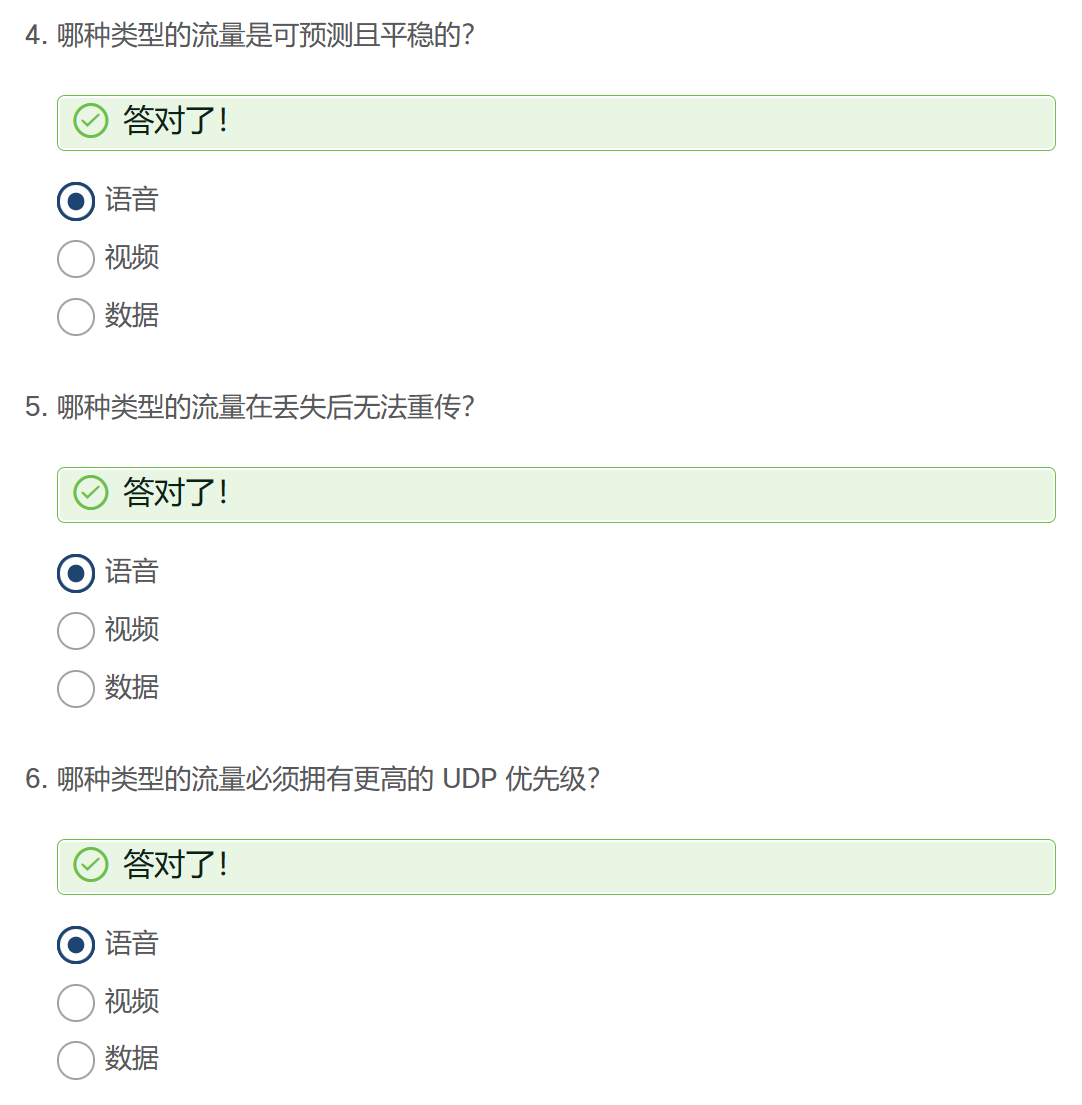 4. 哪种类型的流量是可预测且平稳的?
答对了!
语音
视频
数据
5. 哪种类型的流量在丢失后无法重传?
答对了!
语音
视频
数据
6. 哪种类型的流量必须拥有更高的 UDP 优先级?
答对了!
语音
视频
数据